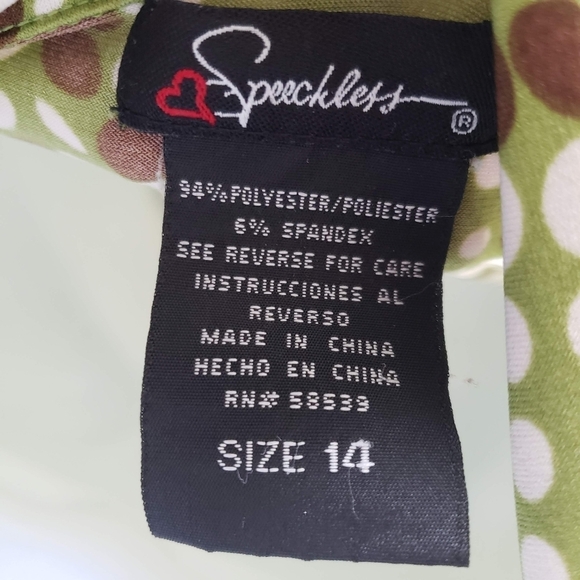 Speechless ®
94% POLYESTER/POLIESTER
6% SPANDEX
SEE REVERSE FOR CARE
INSTRUCCIONES AL
REVERSO
MADE IN CHINA
HECHO EN CHINA
RN# 58539
SIZE 14